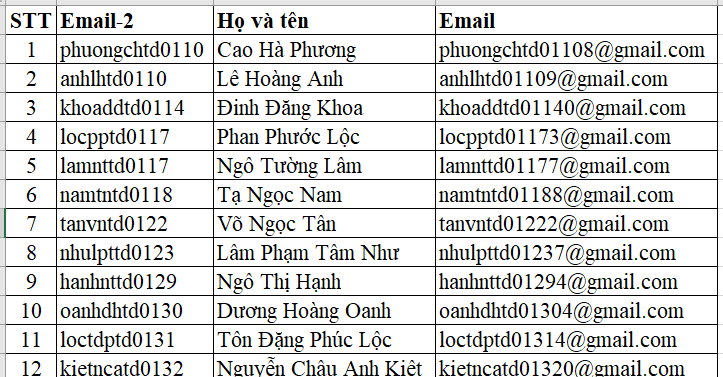 STT Email-2 Họ và tên Email
1 phuongchtd0110 Cao Hà Phương phuongchtd01108@gmail.com
2 anhlhtd0110 Lê Hoàng Anh anhlhtd01109@gmail.com
3 khoaddtd0114 Đinh Đăng Khoa khoaddtd01140@gmail.com
4 locpptd0117 Phan Phước Lộc locpptd01173@gmail.com
5 lamnttd0117 Ngô Tường Lâm lamnttd01177@gmail.com
6 namtntd0118 Tạ Ngọc Nam namtntd01188@gmail.com
7 tanvntd0122 Võ Ngọc Tân tanvntd01222@gmail.com
8 nhulpttd0123 Lâm Phạm Tâm Như nhulpttd01237@gmail.com
9 hanhnttd0129 Ngô Thị Hạnh hanhnttd01294@gmail.com
10 oanhdhtd0130 Dương Hoàng Oanh oanhdhtd01304@gmail.com
11 loctdptd0131 Tôn Đặng Phúc Lộc loctdptd01314@gmail.com
12 kietncatd0132 Nguyễn Châu Anh Kiệt kietncatd01320@gmail.com